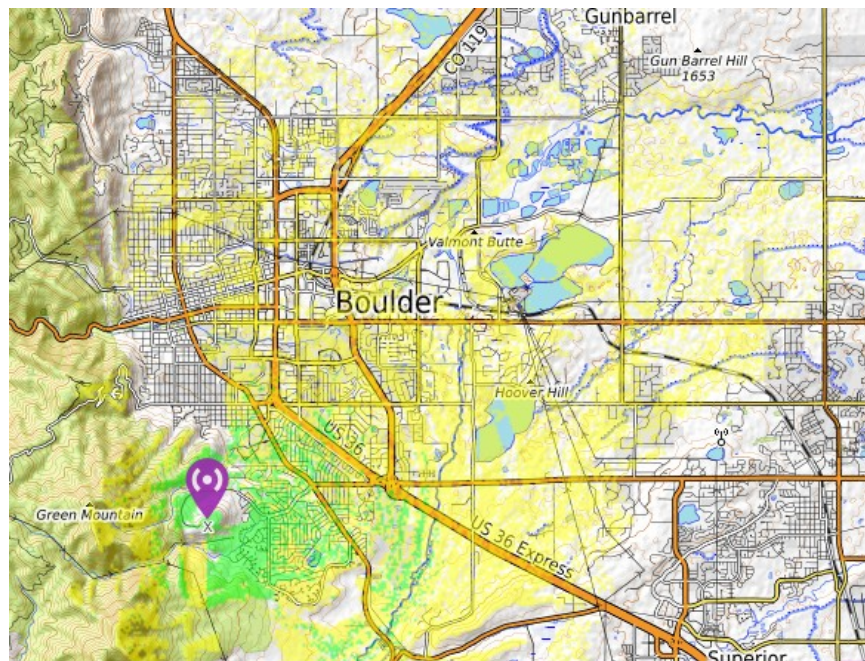 Gunbarrel
CO 119
Gun Barrel Hill
1653
Valmont Butte
Boulder
Hoover Hill
US 36
Green Mountain
X
US 36 Express
Superior